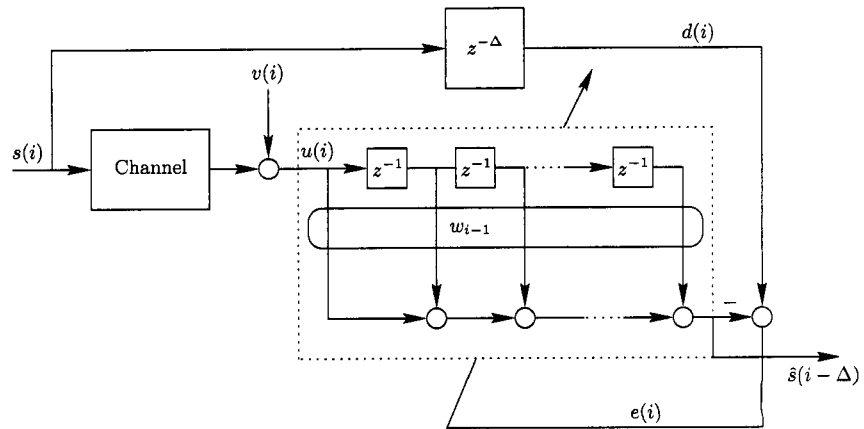 z^{-Δ}
d(i)
v(i)
s(i)
Channel
u(i)
z^{-1}
z^{-1}
z^{-1}
w_{i-1}
−
ŝ(i − Δ)
e(i)